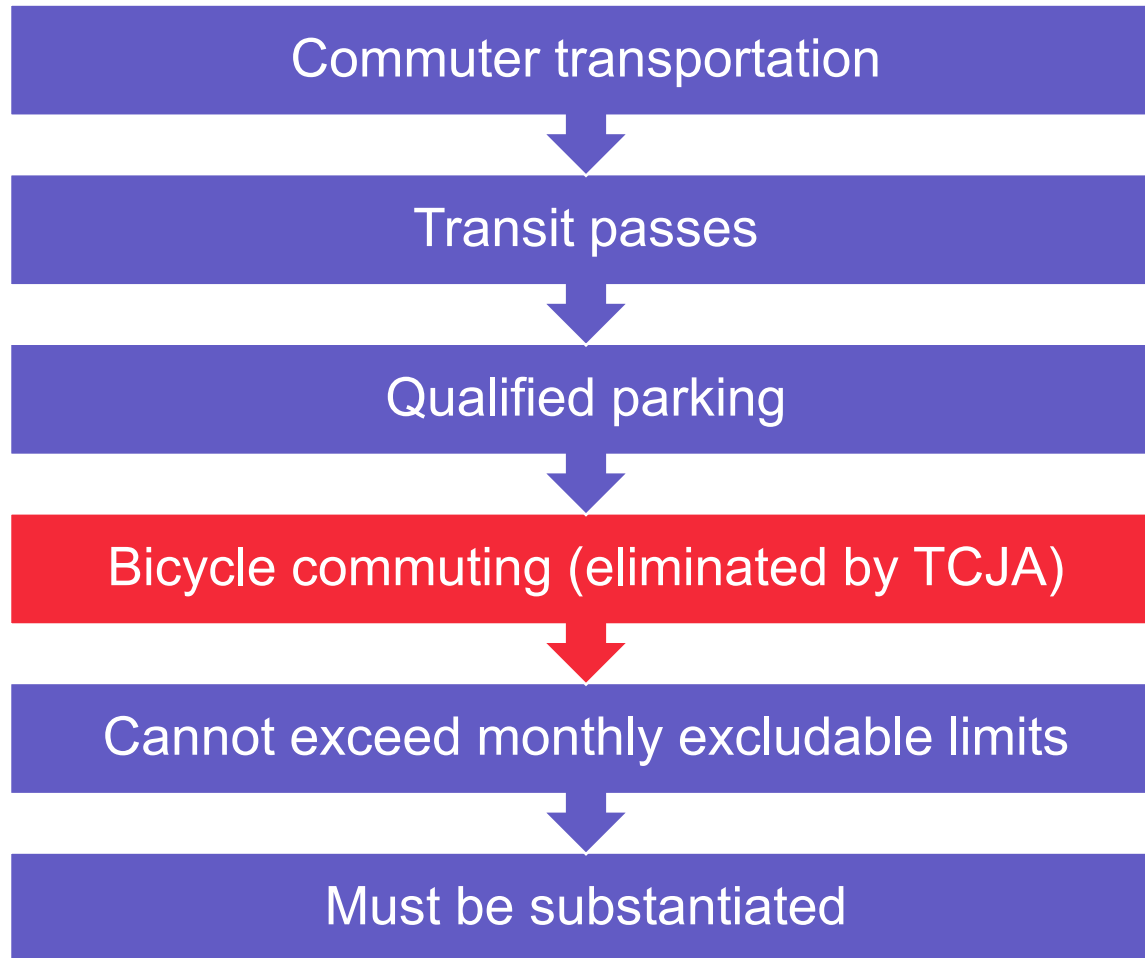 Commuter transportation
Transit passes
Qualified parking
Bicycle commuting (eliminated by TCJA)
Cannot exceed monthly excludable limits
Must be substantiated